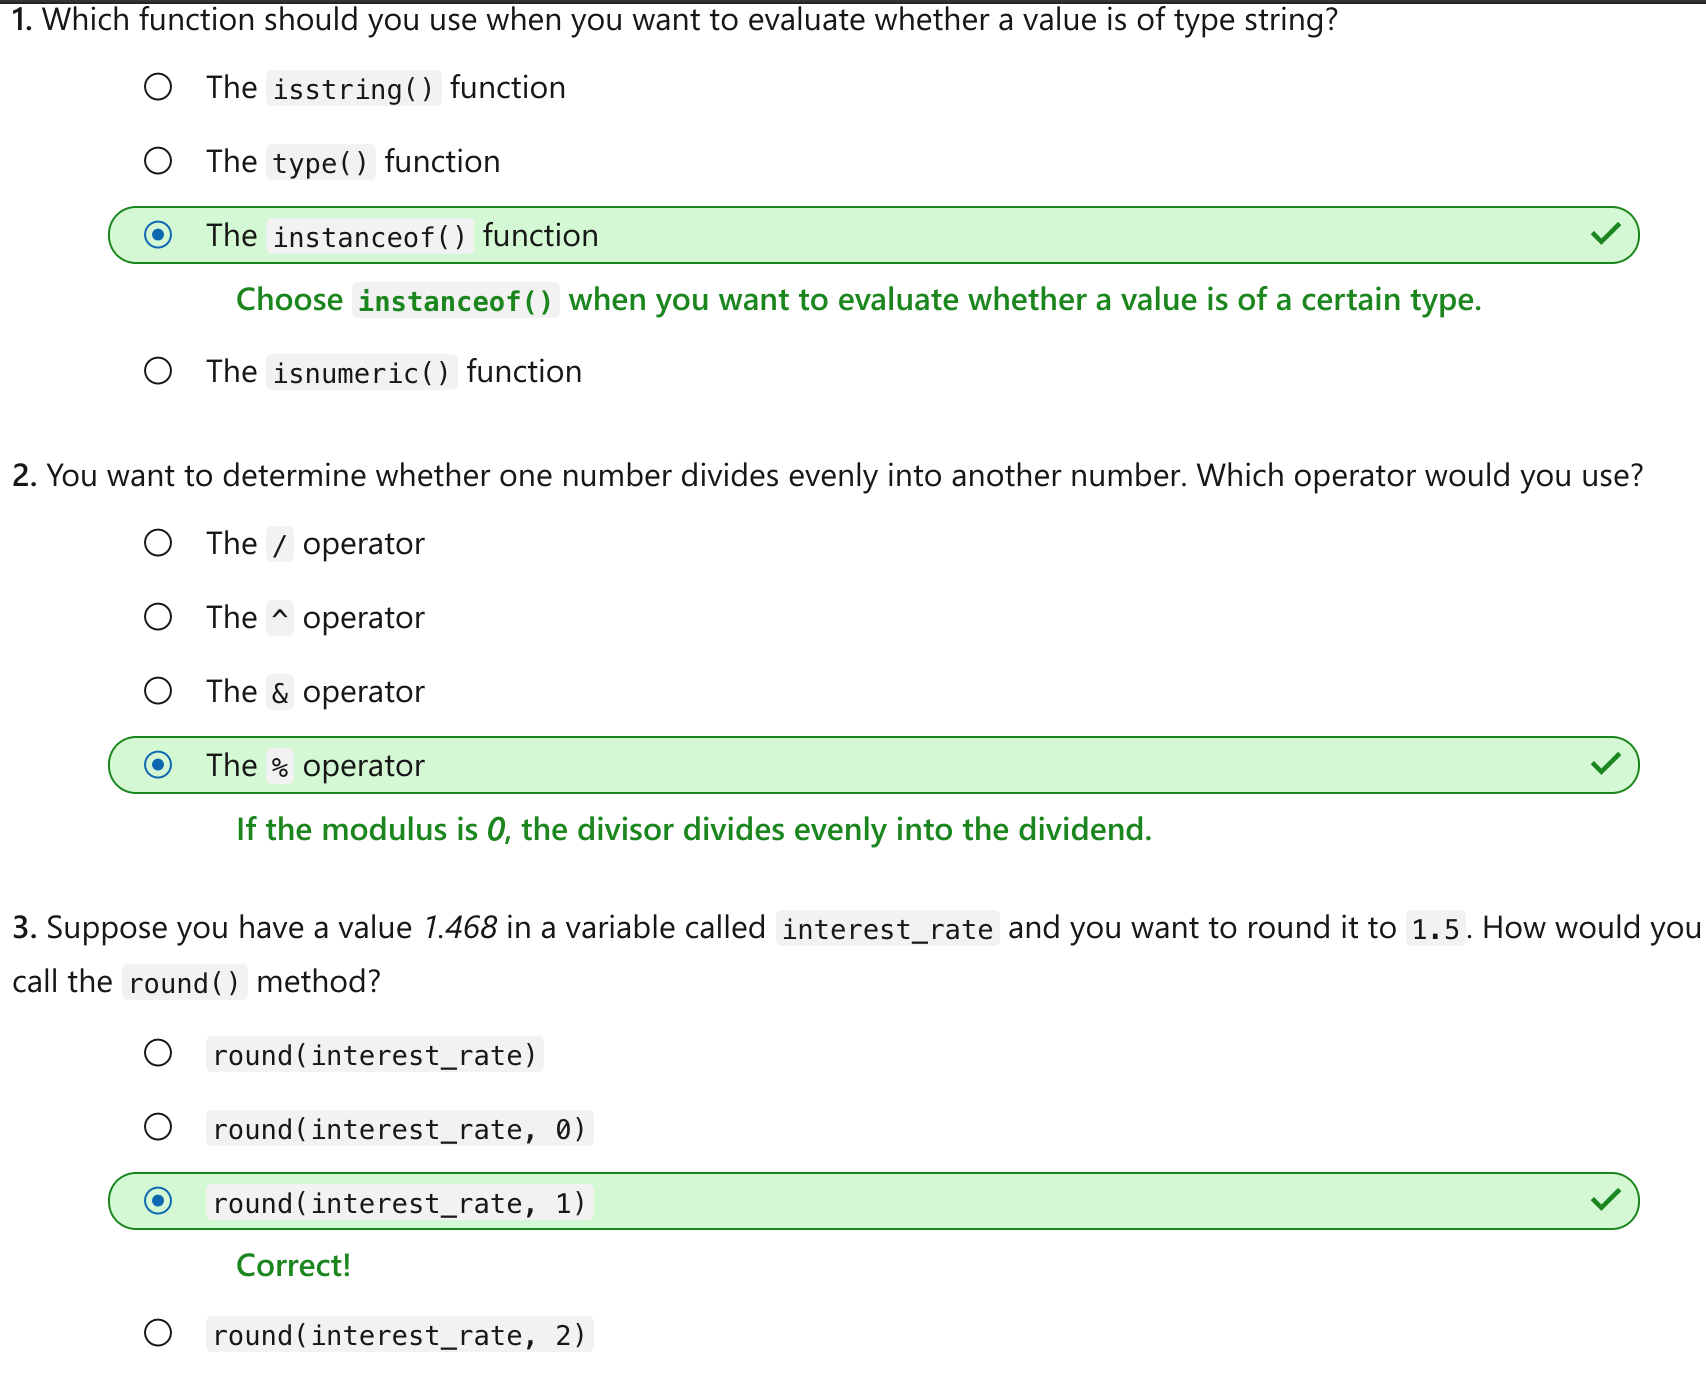 1. Which function should you use when you want to evaluate whether a value is of type string?
The isstring() function
The type() function
The instanceof() function
Choose instanceof() when you want to evaluate whether a value is of a certain type.
The isnumeric() function
2. You want to determine whether one number divides evenly into another number. Which operator would you use?
The / operator
The ^ operator
The & operator
The % operator
If the modulus is 0, the divisor divides evenly into the dividend.
3. Suppose you have a value 1.468 in a variable called interest_rate and you want to round it to 1.5. How would you
call the round() method?
round(interest_rate)
round(interest_rate, 0)
round(interest_rate, 1)
Correct!
round(interest_rate, 2)